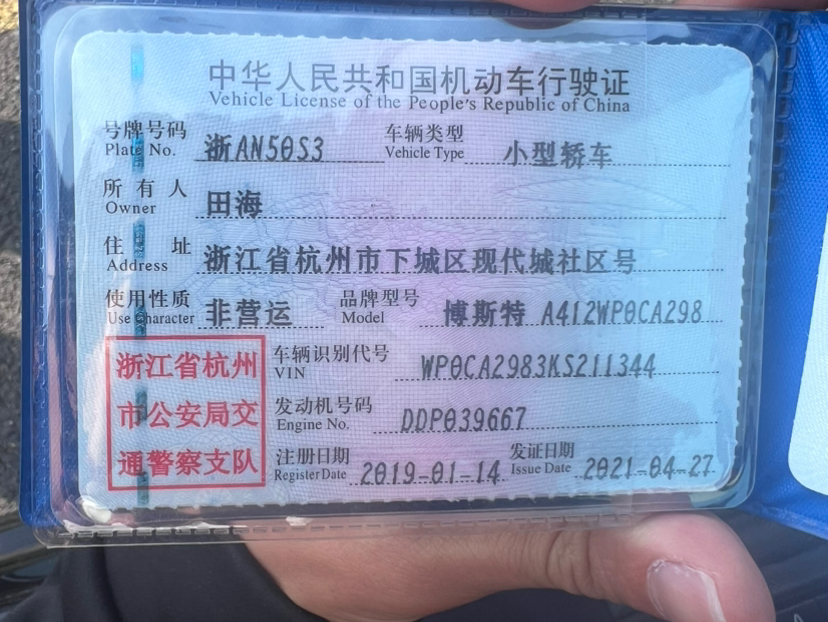 中华人民共和国机动车行驶证
Vehicle License of the People's Republic of China
号牌号码 浙AN50S3 车辆类型 小型轿车
Plate No. Vehicle Type
所有人 田海
Owner
住址 浙江省杭州市下城区现代城社区号
Address
使用性质 非营运 品牌型号 博斯特 A412WP0CA298
Use Character Model
浙江省杭州
市公安局交
通警察支队
车辆识别代号 WP0CA2983KS211344
VIN
发动机号码 DDP039667
Engine No.
注册日期 2019-01-14 发证日期 2021-04-27
Register Date Issue Date